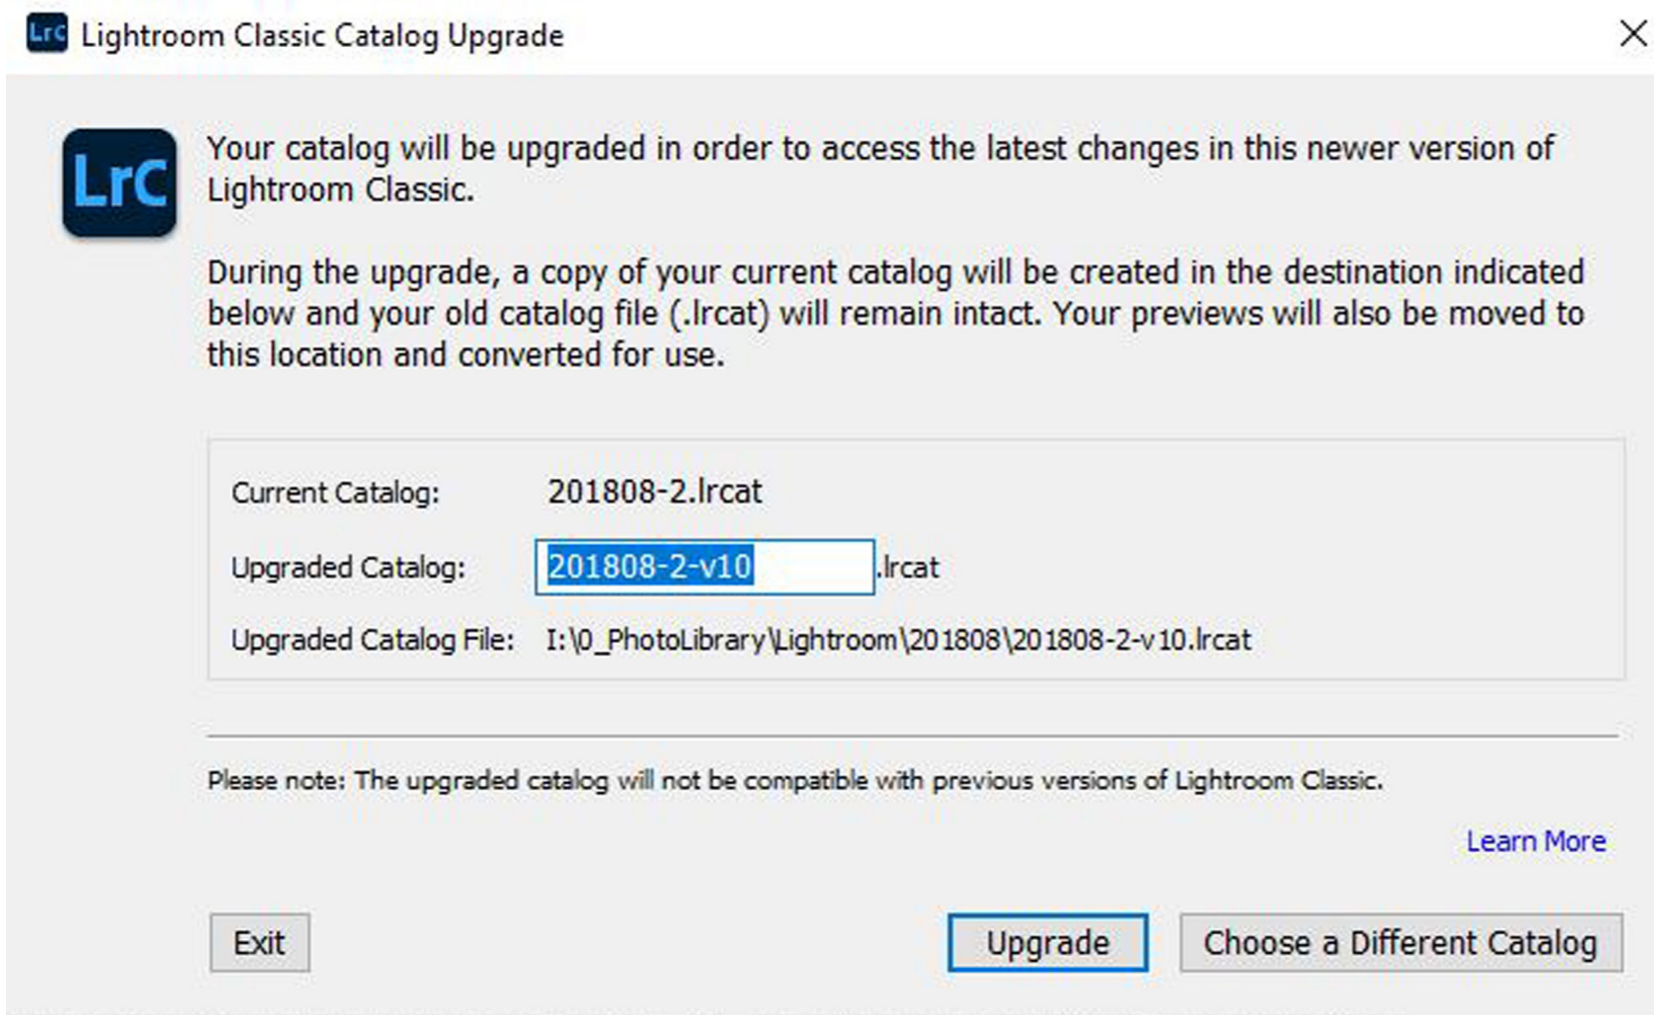 LrC Lightroom Classic Catalog Upgrade
LrC
Your catalog will be upgraded in order to access the latest changes in this newer version of
Lightroom Classic.
During the upgrade, a copy of your current catalog will be created in the destination indicated
below and your old catalog file (.lrcat) will remain intact. Your previews will also be moved to
this location and converted for use.
Current Catalog: 201808-2.lrcat
Upgraded Catalog: 201808-2-v10 .lrcat
Upgraded Catalog File: I:\0_PhotoLibrary\Lightroom\201808\201808-2-v10.lrcat
Please note: The upgraded catalog will not be compatible with previous versions of Lightroom Classic.
Learn More
Exit Upgrade Choose a Different Catalog